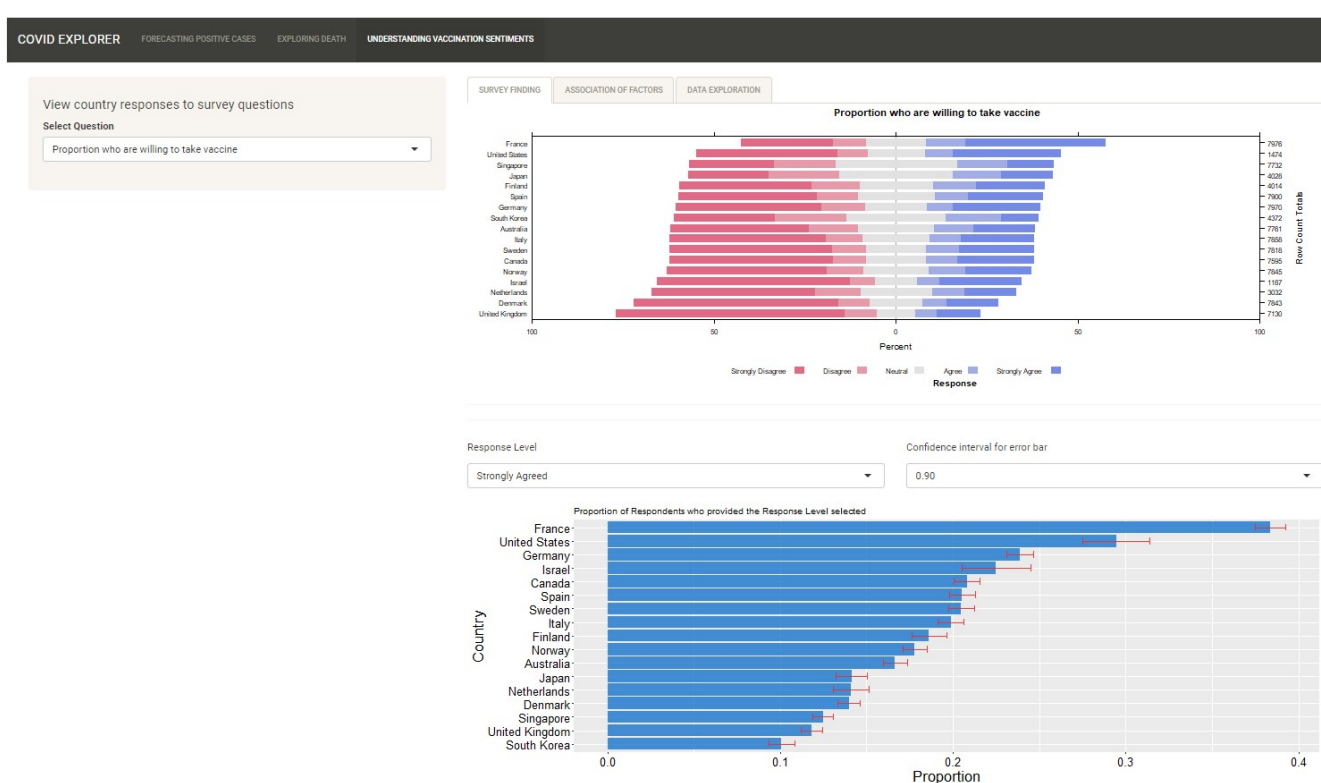 COVID EXPLORER FORECASTING POSITIVE CASES EXPLORING DEATH UNDERSTANDING VACCINATION SENTIMENTS
View country responses to survey questions
Select Question
Proportion who are willing to take vaccine
SURVEY FINDING ASSOCIATION OF FACTORS DATA EXPLORATION
Proportion who are willing to take vaccine
France 7976
United States 1474
Singapore 7732
Japan 4028
Finland 4014
Spain 7900
Germany 7970
South Korea 4372
Australia 7761
Italy 7858
Sweden 7818
Canada 7595
Norway 7845
Israel 1187
Netherlands 3032
Denmark 7843
United Kingdom 7130
Row Count Totals
100 50 0 50 100
Percent
Strongly Disagree Disagree Neutral Agree Strongly Agree
Response
Response Level Confidence interval for error bar
Strongly Agreed 0.90
Proportion of Respondents who provided the Response Level selected
Country
France
United States
Germany
Israel
Canada
Spain
Sweden
Italy
Finland
Norway
Australia
Japan
Netherlands
Denmark
Singapore
United Kingdom
South Korea
0.0 0.1 0.2 0.3 0.4
Proportion